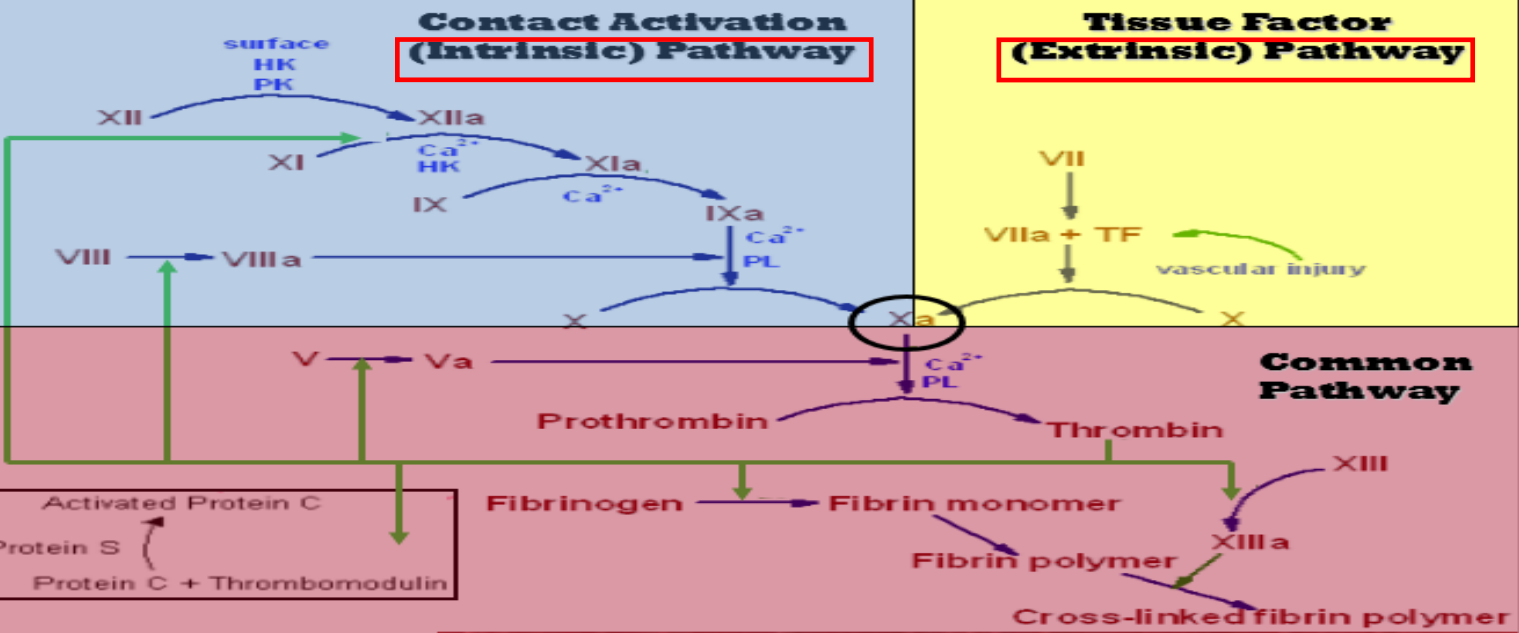 Contact Activation
(Intrinsic) Pathway
surface
HK
PK
XII
XIIa
XI
Ca²⁺
HK
XIa
IX
Ca²⁺
IXa
Ca²⁺
PL
VIII
VIIIa
X
Xa
Tissue Factor
(Extrinsic) Pathway
VII
VIIa + TF
vascular injury
X
Common
Pathway
V
Va
Ca²⁺
PL
Prothrombin
Thrombin
XIII
Fibrinogen
Fibrin monomer
XIIIa
Fibrin polymer
Cross-linked fibrin polymer
Activated Protein C
Protein S
Protein C + Thrombomodulin